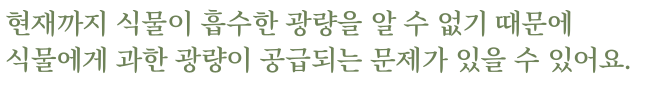 현재까지 식물이 흡수한 광량을 알 수 없기 때문에
식물에게 과한 광량이 공급되는 문제가 있을 수 있어요.